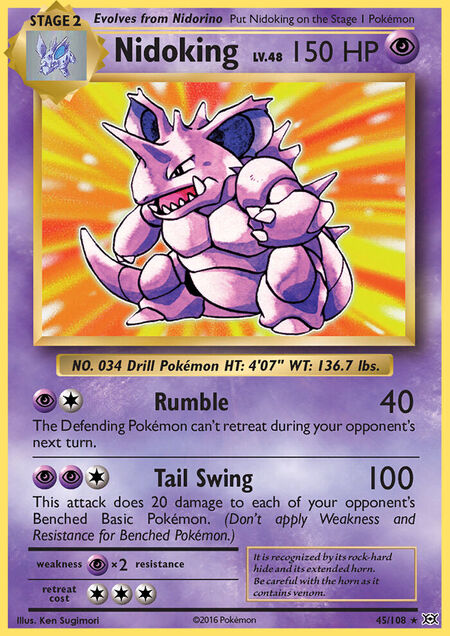 STAGE 2 Evolves from Nidorino Put Nidoking on the Stage 1 Pokémon
Nidoking LV.48 150 HP
NO. 034 Drill Pokémon HT: 4'07" WT: 136.7 lbs.
Rumble 40
The Defending Pokémon can't retreat during your opponent's
next turn.
Tail Swing 100
This attack does 20 damage to each of your opponent's
Benched Basic Pokémon. (Don't apply Weakness and
Resistance for Benched Pokémon.)
weakness ×2 resistance
retreat
cost
It is recognized by its rock-hard
hide and its extended horn.
Be careful with the horn as it
contains venom.
Illus. Ken Sugimori ©2016 Pokémon 45/108 ★